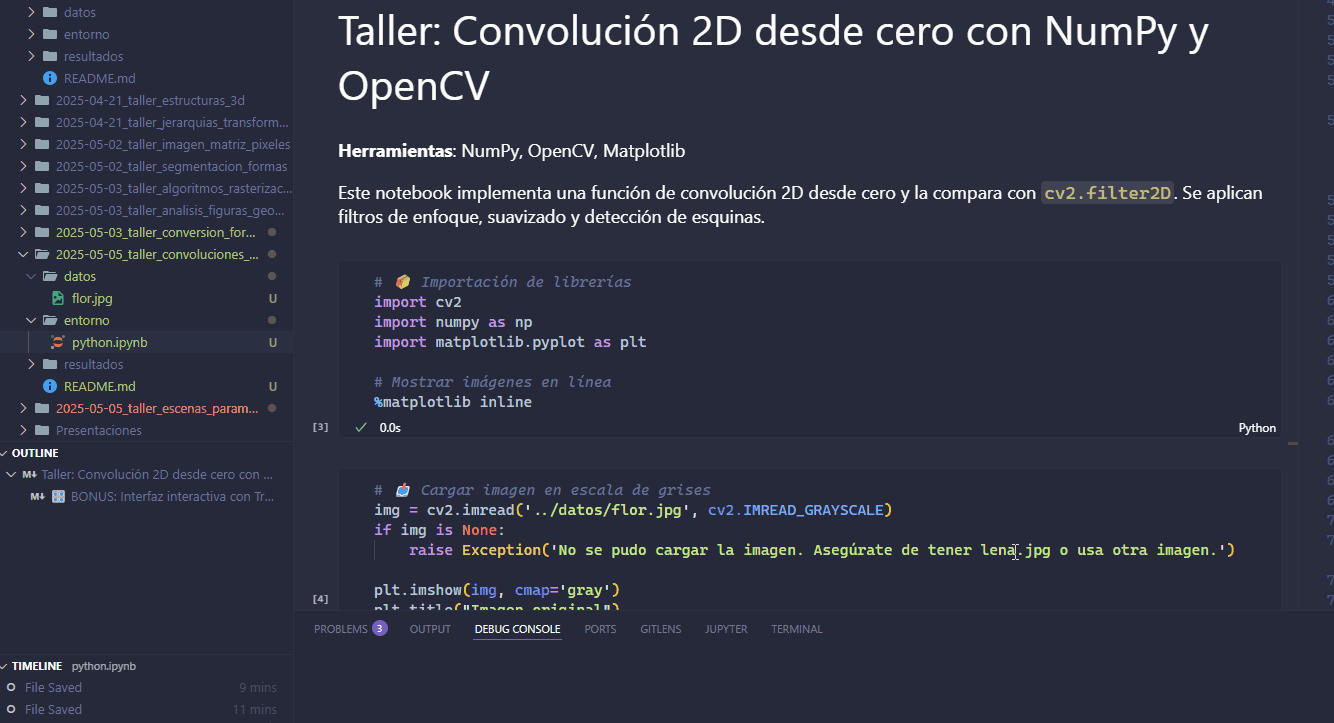 datos
entorno
resultados
README.md
2025-04-21_taller_estructuras_3d
2025-04-21_taller_jerarquias_transform...
2025-05-02_taller_imagen_matriz_pixeles
2025-05-02_taller_segmentacion_formas
2025-05-03_taller_algoritmos_rasterizac...
2025-05-03_taller_analisis_figuras_geo...
2025-05-03_taller_conversion_for...
2025-05-05_taller_convoluciones_...
datos
flor.jpg U
entorno
python.ipynb U
resultados
README.md U
2025-05-05_taller_escenas_param...
Presentaciones
OUTLINE
M↓ Taller: Convolución 2D desde cero con ...
M↓ BONUS: Interfaz interactiva con Tr...
TIMELINE python.ipynb
File Saved 9 mins
File Saved 11 mins
Taller: Convolución 2D desde cero con NumPy y
OpenCV
Herramientas: NumPy, OpenCV, Matplotlib
Este notebook implementa una función de convolución 2D desde cero y la compara con cv2.filter2D. Se aplican
filtros de enfoque, suavizado y detección de esquinas.
# 📦 Importación de librerías
import cv2
import numpy as np
import matplotlib.pyplot as plt
# Mostrar imágenes en línea
%matplotlib inline
[3] ✓ 0.0s Python
# 📥 Cargar imagen en escala de grises
img = cv2.imread('../datos/flor.jpg', cv2.IMREAD_GRAYSCALE)
if img is None:
raise Exception('No se pudo cargar la imagen. Asegúrate de tener lena.jpg o usa otra imagen.')
plt.imshow(img, cmap='gray')
[4]
plt.title("Imagen original")
PROBLEMS 3 OUTPUT DEBUG CONSOLE PORTS GITLENS JUPYTER TERMINAL